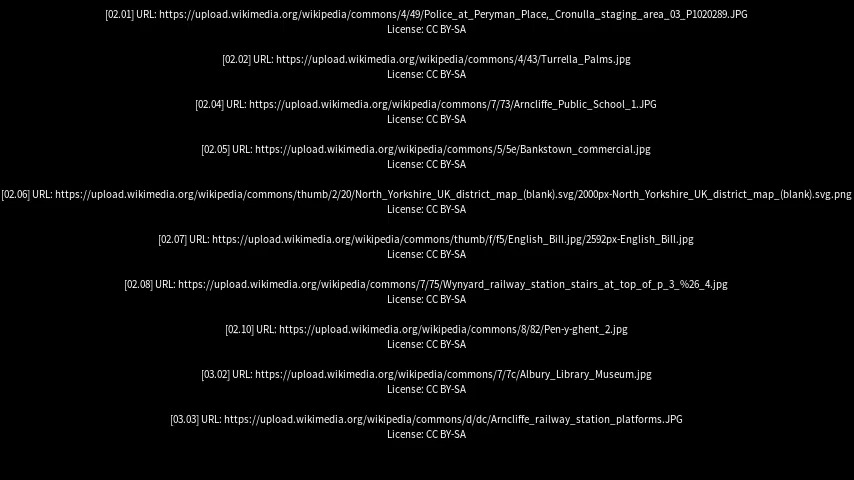 [02.01] URL: https://upload.wikimedia.org/wikipedia/commons/4/49/Police_at_Peryman_Place,_Cronulla_staging_area_03_P1020289.JPG
License: CC BY-SA
[02.02] URL: https://upload.wikimedia.org/wikipedia/commons/4/43/Turrella_Palms.jpg
License: CC BY-SA
[02.04] URL: https://upload.wikimedia.org/wikipedia/commons/7/73/Arncliffe_Public_School_1.JPG
License: CC BY-SA
[02.05] URL: https://upload.wikimedia.org/wikipedia/commons/5/5e/Bankstown_commercial.jpg
License: CC BY-SA
[02.06] URL: https://upload.wikimedia.org/wikipedia/commons/thumb/2/20/North_Yorkshire_UK_district_map_(blank).svg/2000px-North_Yorkshire_UK_district_map_(blank).svg.png
License: CC BY-SA
[02.07] URL: https://upload.wikimedia.org/wikipedia/commons/thumb/f/f5/English_Bill.jpg/2592px-English_Bill.jpg
License: CC BY-SA
[02.08] URL: https://upload.wikimedia.org/wikipedia/commons/7/75/Wynyard_railway_station_stairs_at_top_of_p_3_%26_4.jpg
License: CC BY-SA
[02.10] URL: https://upload.wikimedia.org/wikipedia/commons/8/82/Pen-y-ghent_2.jpg
License: CC BY-SA
[03.02] URL: https://upload.wikimedia.org/wikipedia/commons/7/7c/Albury_Library_Museum.jpg
License: CC BY-SA
[03.03] URL: https://upload.wikimedia.org/wikipedia/commons/d/dc/Arncliffe_railway_station_platforms.JPG
License: CC BY-SA